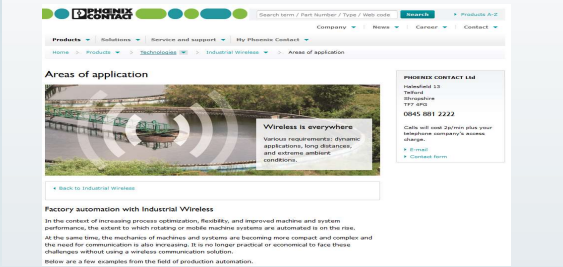 PHOENIX CONTACT
Search term / Part Number / Type / Web code Search Products A-Z
Company News Career Contact
Products Solutions Service and support My Phoenix Contact
Home Products Technologies Industrial Wireless Areas of application
Areas of application
Wireless is everywhere
Various requirements: dynamic
applications, long distances,
and extreme ambient
conditions.
PHOENIX CONTACT Ltd
Halesfield 13
Telford
Shropshire
TF7 4PG
0845 881 2222
Calls will cost 2p/min plus your
telephone company's access
charge.
E-mail
Contact form
Back to Industrial Wireless
Factory automation with Industrial Wireless
In the context of increasing process optimization, flexibility, and improved machine and system
performance, the extent to which rotating or mobile machine systems are automated is on the rise.
At the same time, the mechanics of machines and systems are becoming more compact and complex and
the need for communication is also increasing. It is no longer practical or economical to face these
challenges without using a wireless communication solution.
Below are a few examples from the field of production automation.